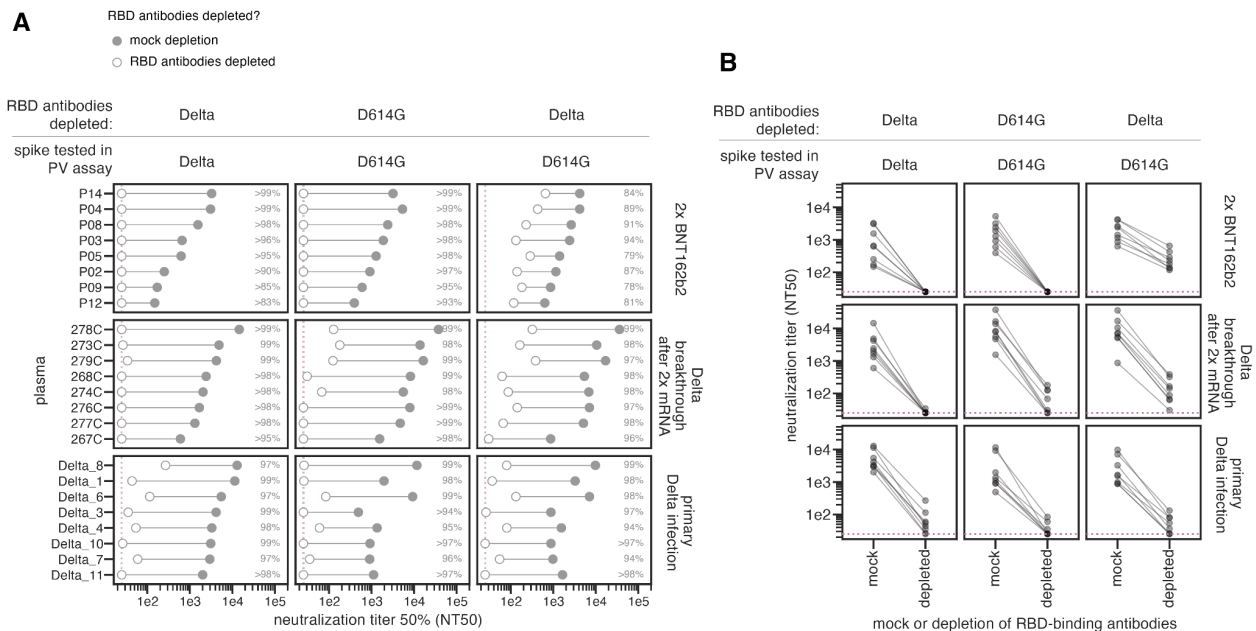 A
RBD antibodies depleted?
mock depletion
RBD antibodies depleted
RBD antibodies
depleted:
Delta
D614G
Delta
spike tested in
PV assay
Delta
D614G
D614G
plasma
P14 >99% >99% 84%
P04 >99% >99% 89%
P08 >98% >98% 91%
P03 >96% >98% 94%
P05 >95% >98% 79%
P02 >90% >97% 87%
P09 >85% >95% 78%
P12 >83% >93% 81%
2x BNT162b2
278C >99% 99% 99%
273C 99% 98% 98%
279C 99% 99% 97%
268C >98% 99% 98%
274C >98% 99% 98%
276C >98% >99% 97%
277C >98% >99% 98%
267C >95% >98% 96%
Delta
breakthrough
after 2x mRNA
Delta_8 97% 99% 99%
Delta_1 99% 98% 98%
Delta_6 97% 99% 98%
Delta_3 99% >94% 97%
Delta_4 98% 95% 94%
Delta_10 99% >97% >97%
Delta_7 97% 96% 94%
Delta_11 >98% >97% >98%
primary
Delta infection
1e2 1e3 1e4 1e5 1e2 1e3 1e4 1e5 1e2 1e3 1e4 1e5
neutralization titer 50% (NT50)
B
RBD antibodies
depleted:
Delta
D614G
Delta
spike tested in
PV assay
Delta
D614G
D614G
neutralization titer (NT50)
1e4
1e3
1e2
2x BNT162b2
1e4
1e3
1e2
Delta
breakthrough
after 2x mRNA
1e4
1e3
1e2
primary
Delta infection
mock depleted mock depleted mock depleted
mock or depletion of RBD-binding antibodies